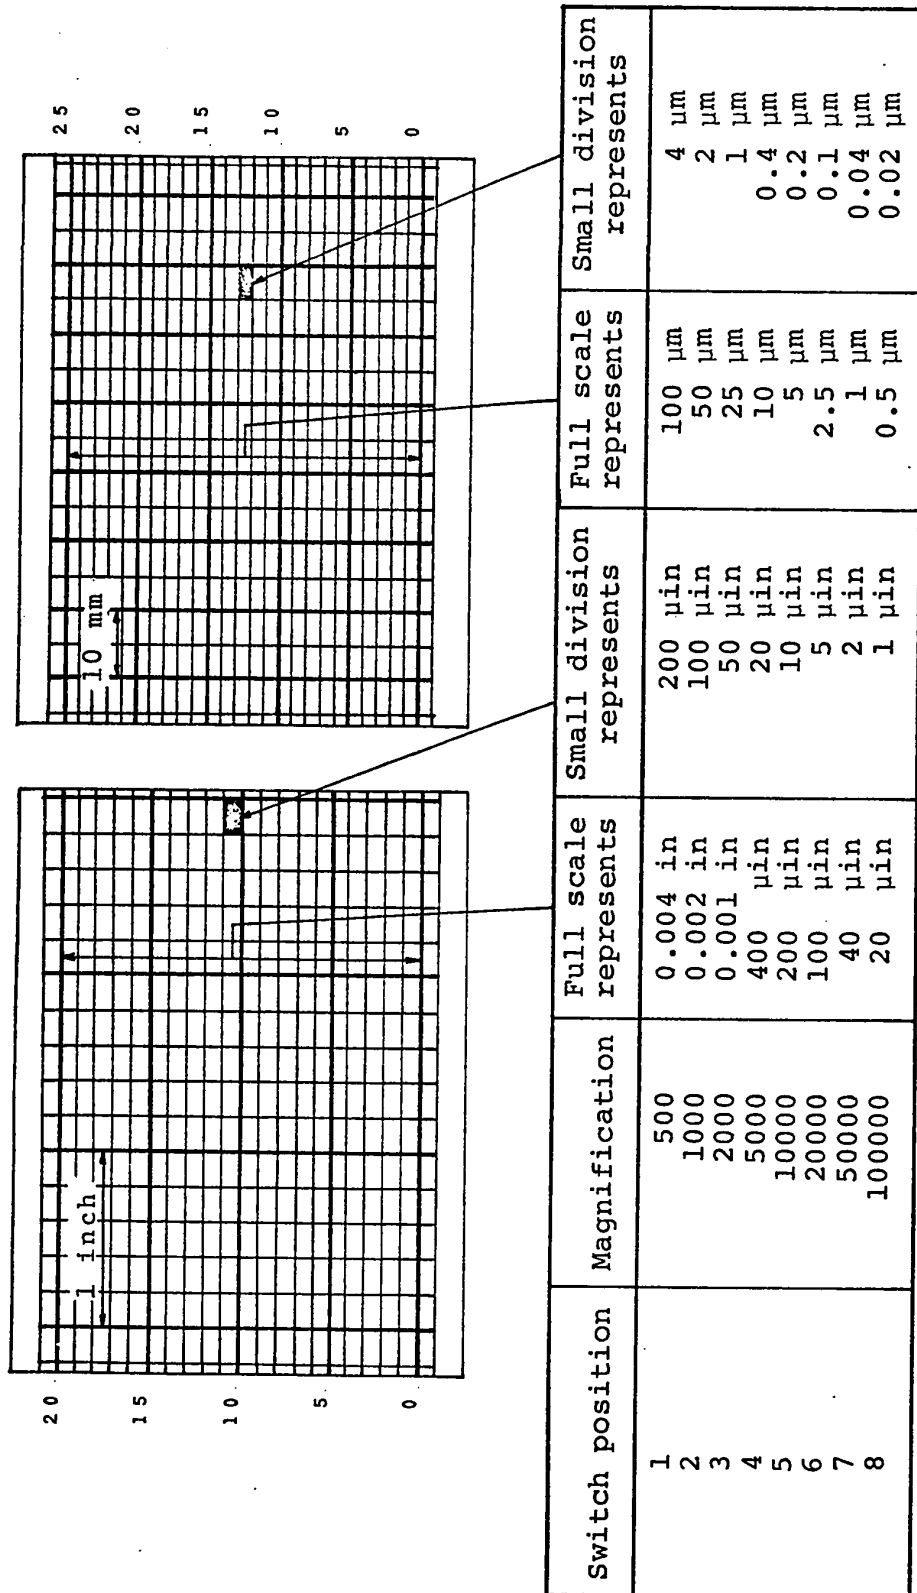 20
15
10
5
0
1 inch
10 mm
25
20
15
10
5
0
Switch position Magnification Full scale represents Small division represents Full scale represents Small division represents
1 500 0.004 in 200 µin 100 µm 4 µm
2 1000 0.002 in 100 µin 50 µm 2 µm
3 2000 0.001 in 50 µin 25 µm 1 µm
4 5000 400 µin 20 µin 10 µm 0.4 µm
5 10000 200 µin 10 µin 5 µm 0.2 µm
6 20000 100 µin 5 µin 2.5 µm 0.1 µm
7 50000 40 µin 2 µin 1 µm 0.04 µm
8 100000 20 µin 1 µin 0.5 µm 0.02 µm